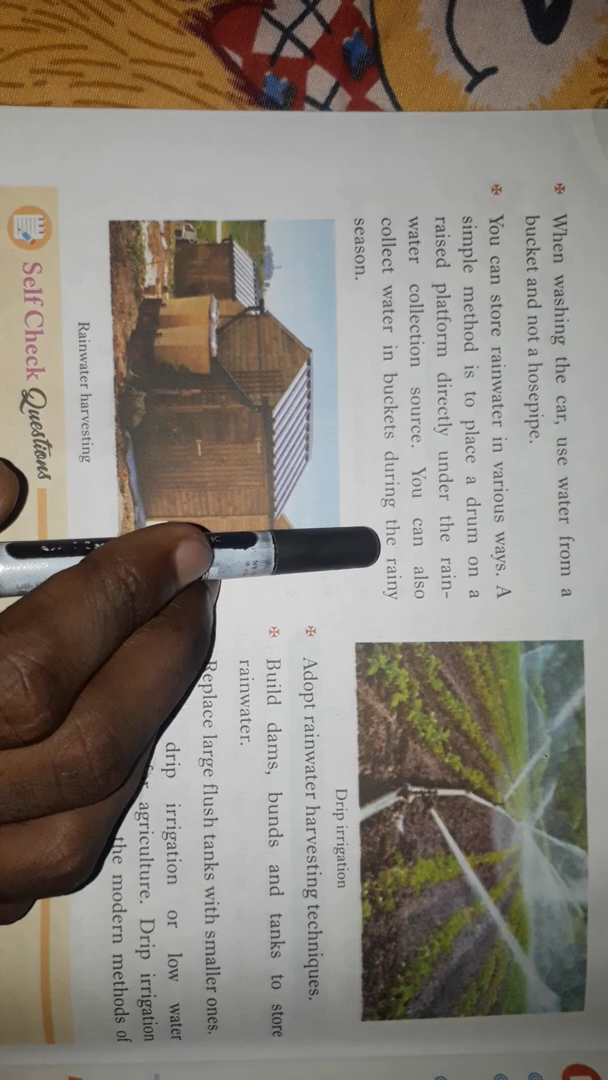 When washing the car, use water from a
bucket and not a hosepipe.
You can store rainwater in various ways. A
simple method is to place a drum on a
raised platform directly under the rain-
water collection source. You can also
collect water in buckets during the rainy
season.
Rainwater harvesting
Drip irrigation
Adopt rainwater harvesting techniques.
Build dams, bunds and tanks to store
rainwater.
Replace large flush tanks with smaller ones.
drip irrigation or low water
for agriculture. Drip irrigation
the modern methods of
Self Check Questions